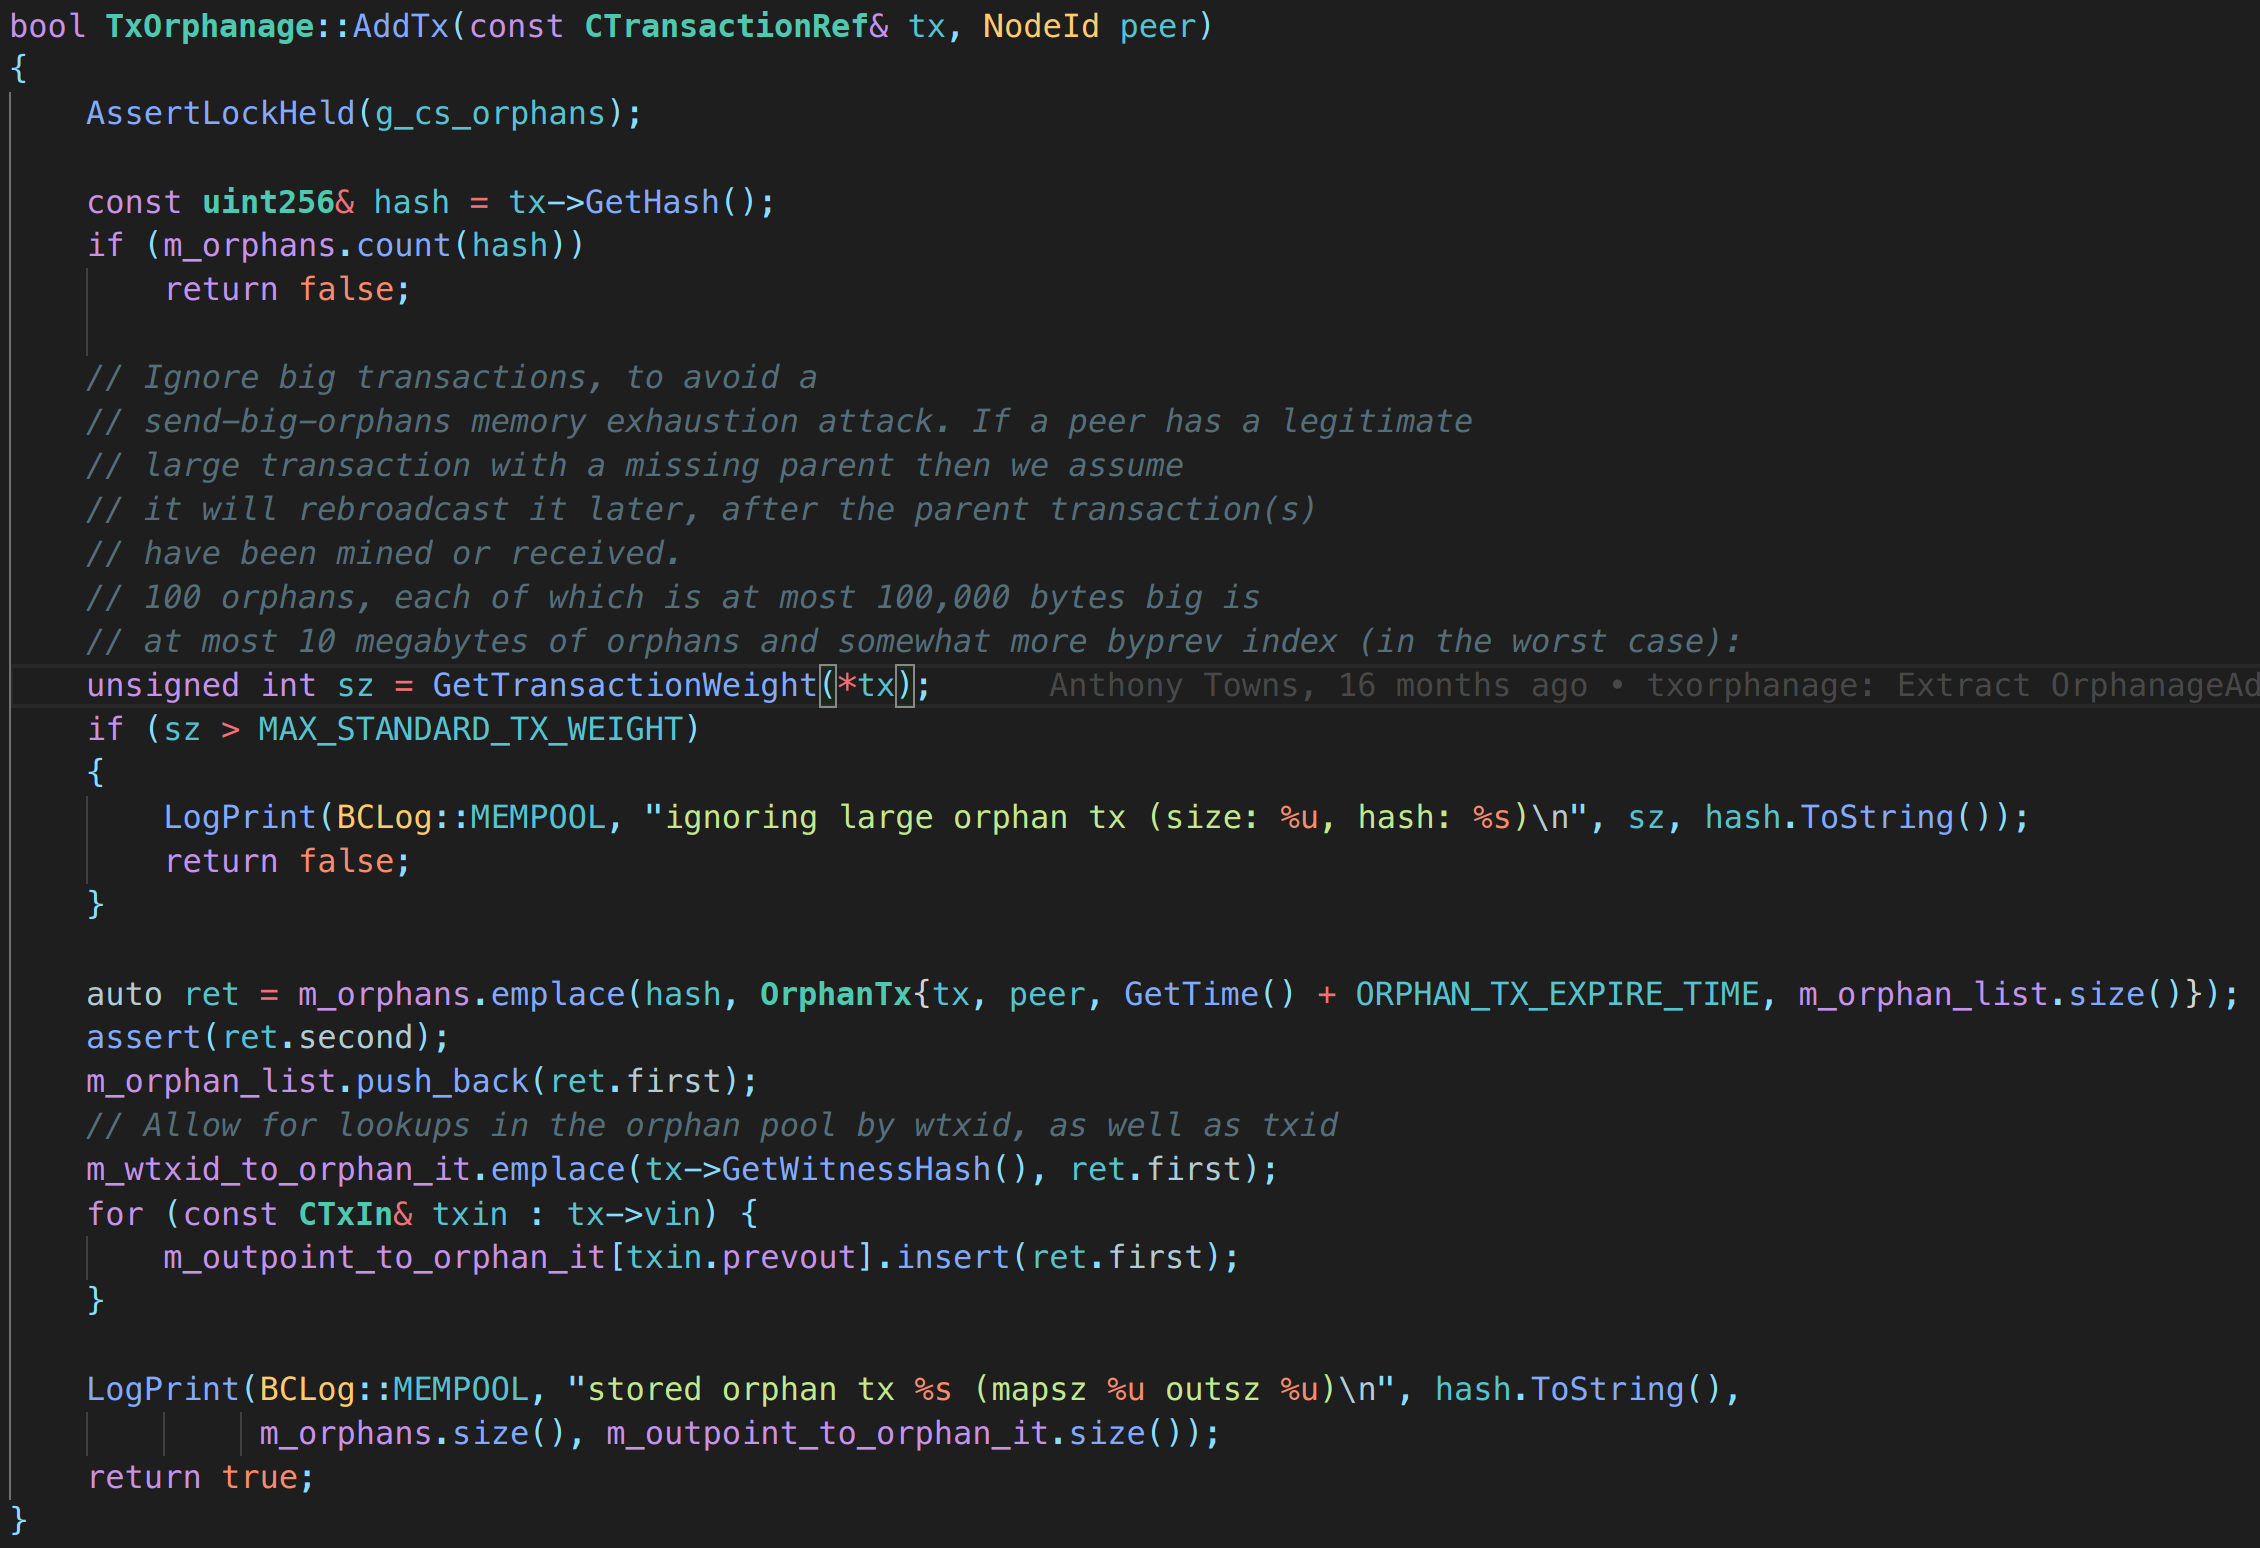 bool TxOrphanage::AddTx(const CTransactionRef& tx, NodeId peer)
{
    AssertLockHeld(g_cs_orphans);

    const uint256& hash = tx->GetHash();
    if (m_orphans.count(hash))
        return false;

    // Ignore big transactions, to avoid a
    // send-big-orphans memory exhaustion attack. If a peer has a legitimate
    // large transaction with a missing parent then we assume
    // it will rebroadcast it later, after the parent transaction(s)
    // have been mined or received.
    // 100 orphans, each of which is at most 100,000 bytes big is
    // at most 10 megabytes of orphans and somewhat more byprev index (in the worst case):
    unsigned int sz = GetTransactionWeight(*tx);      Anthony Towns, 16 months ago • txorphanage: Extract OrphanageAd
    if (sz > MAX_STANDARD_TX_WEIGHT)
    {
        LogPrint(BCLog::MEMPOOL, "ignoring large orphan tx (size: %u, hash: %s)\n", sz, hash.ToString());
        return false;
    }

    auto ret = m_orphans.emplace(hash, OrphanTx{tx, peer, GetTime() + ORPHAN_TX_EXPIRE_TIME, m_orphan_list.size()});
    assert(ret.second);
    m_orphan_list.push_back(ret.first);
    // Allow for lookups in the orphan pool by wtxid, as well as txid
    m_wtxid_to_orphan_it.emplace(tx->GetWitnessHash(), ret.first);
    for (const CTxIn& txin : tx->vin) {
        m_outpoint_to_orphan_it[txin.prevout].insert(ret.first);
    }

    LogPrint(BCLog::MEMPOOL, "stored orphan tx %s (mapsz %u outsz %u)\n", hash.ToString(),
             m_orphans.size(), m_outpoint_to_orphan_it.size());
    return true;
}